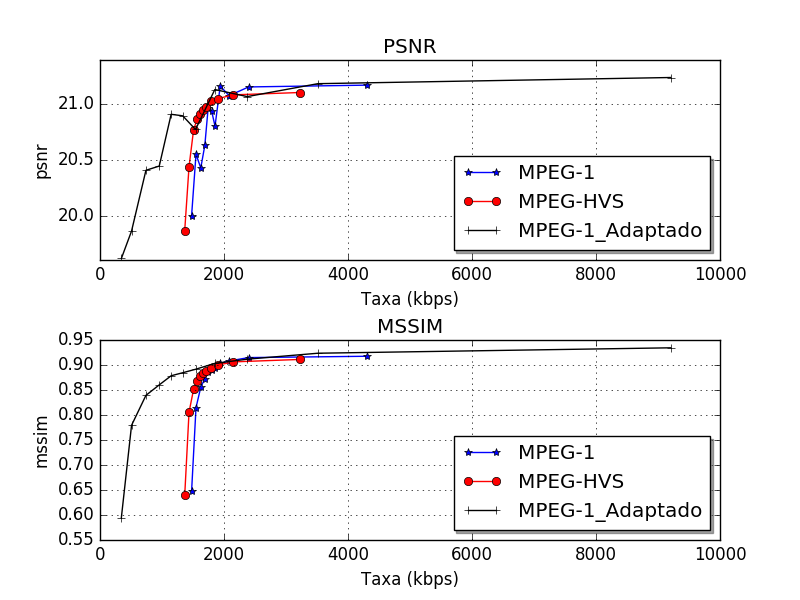 PSNR
21.0
20.5
20.0
psnr
MPEG-1
MPEG-HVS
MPEG-1_Adaptado
0 2000 4000 6000 8000 10000
Taxa (kbps)
MSSIM
0.95
0.90
0.85
0.80
0.75
0.70
0.65
0.60
0.55
mssim
MPEG-1
MPEG-HVS
MPEG-1_Adaptado
0 2000 4000 6000 8000 10000
Taxa (kbps)